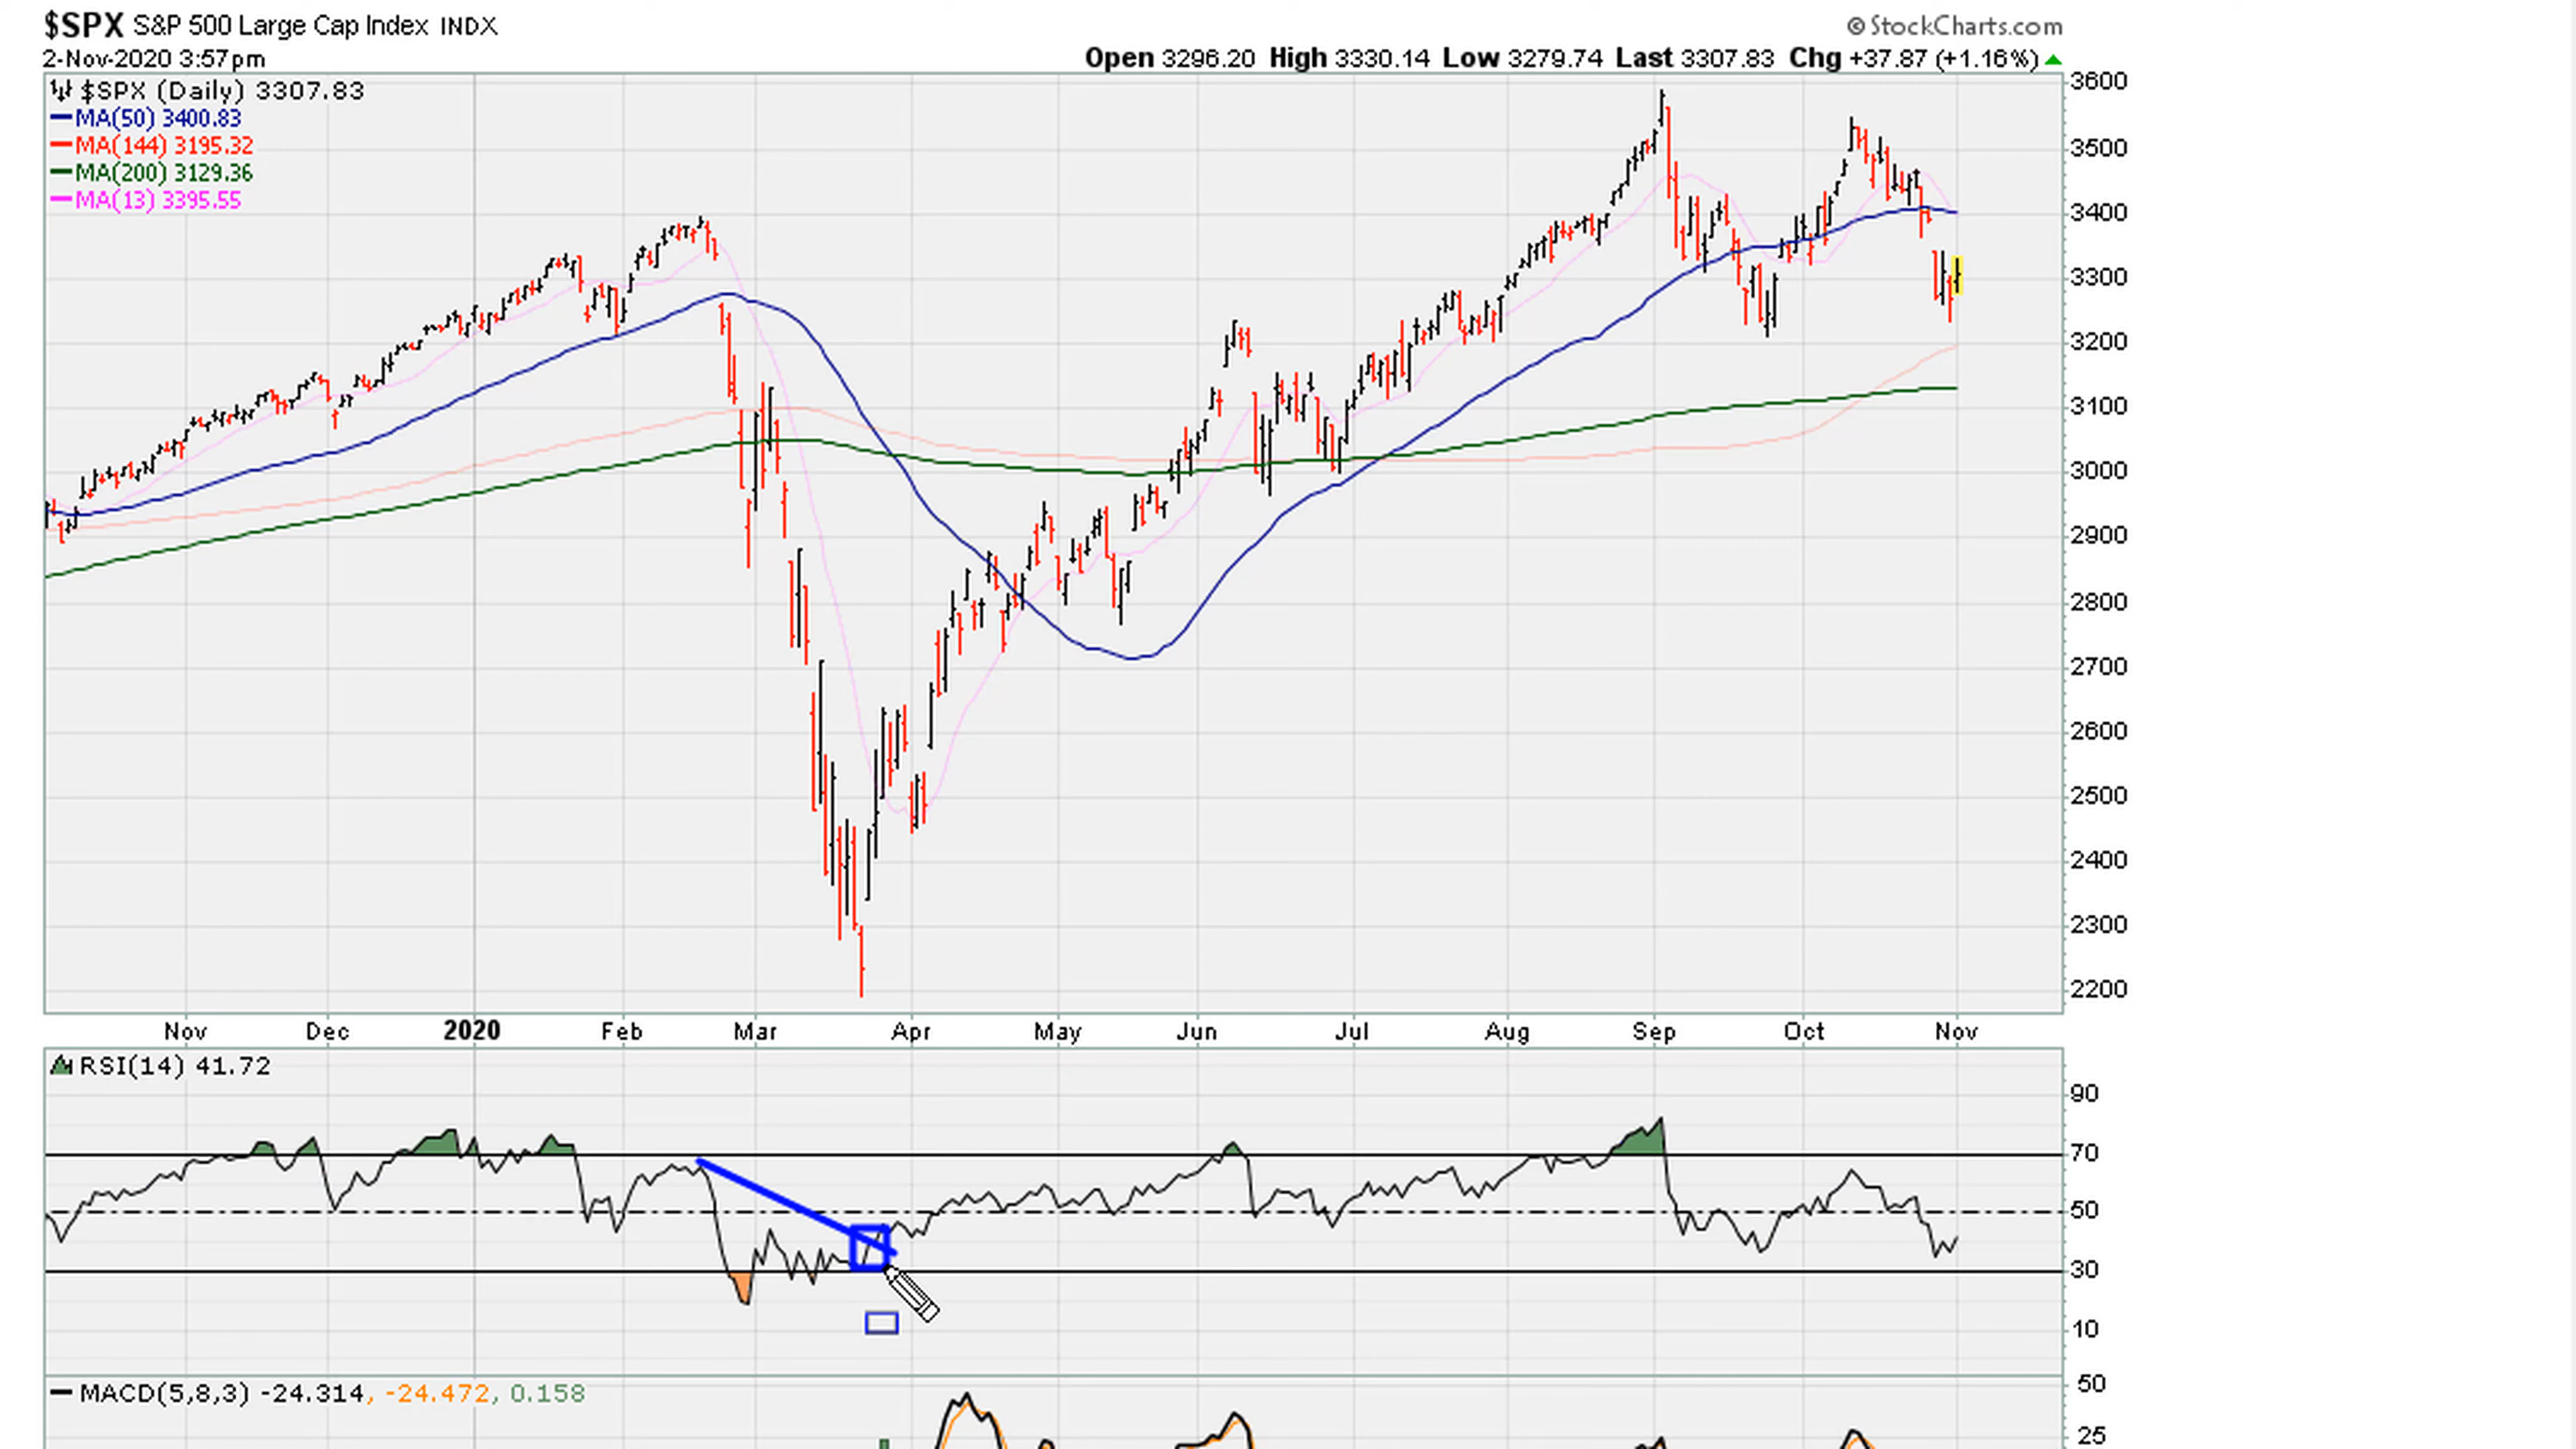 $SPX S&P 500 Large Cap Index INDX
© StockCharts.com
2-Nov-2020 3:57pm
Open 3296.20 High 3330.14 Low 3279.74 Last 3307.83 Chg +37.87 (+1.16%)
$SPX (Daily) 3307.83
MA(50) 3400.83
MA(144) 3195.32
MA(200) 3129.36
MA(13) 3395.55
3600
3500
3400
3300
3200
3100
3000
2900
2800
2700
2600
2500
2400
2300
2200
Nov Dec 2020 Feb Mar Apr May Jun Jul Aug Sep Oct Nov
RSI(14) 41.72
90
70
50
30
10
MACD(5,8,3) -24.314, -24.472, 0.158
50
25